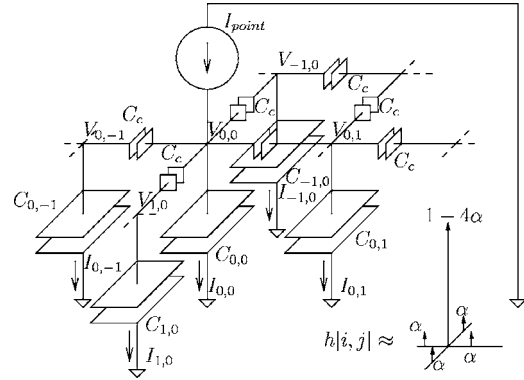 I_{point}
V_{-1,0}
C_c
C_c
C_c
V_{0,-1}
V_{0,0}
V_{0,1}
C_c
C_c
C_{-1,0}
C_{0,-1}
V_{1,0}
I_{-1,0}
1 − 4α
C_{0,0}
C_{0,1}
I_{0,-1}
I_{0,0}
I_{0,1}
C_{1,0}
I_{1,0}
h[i, j] ≈
α
α
α
α